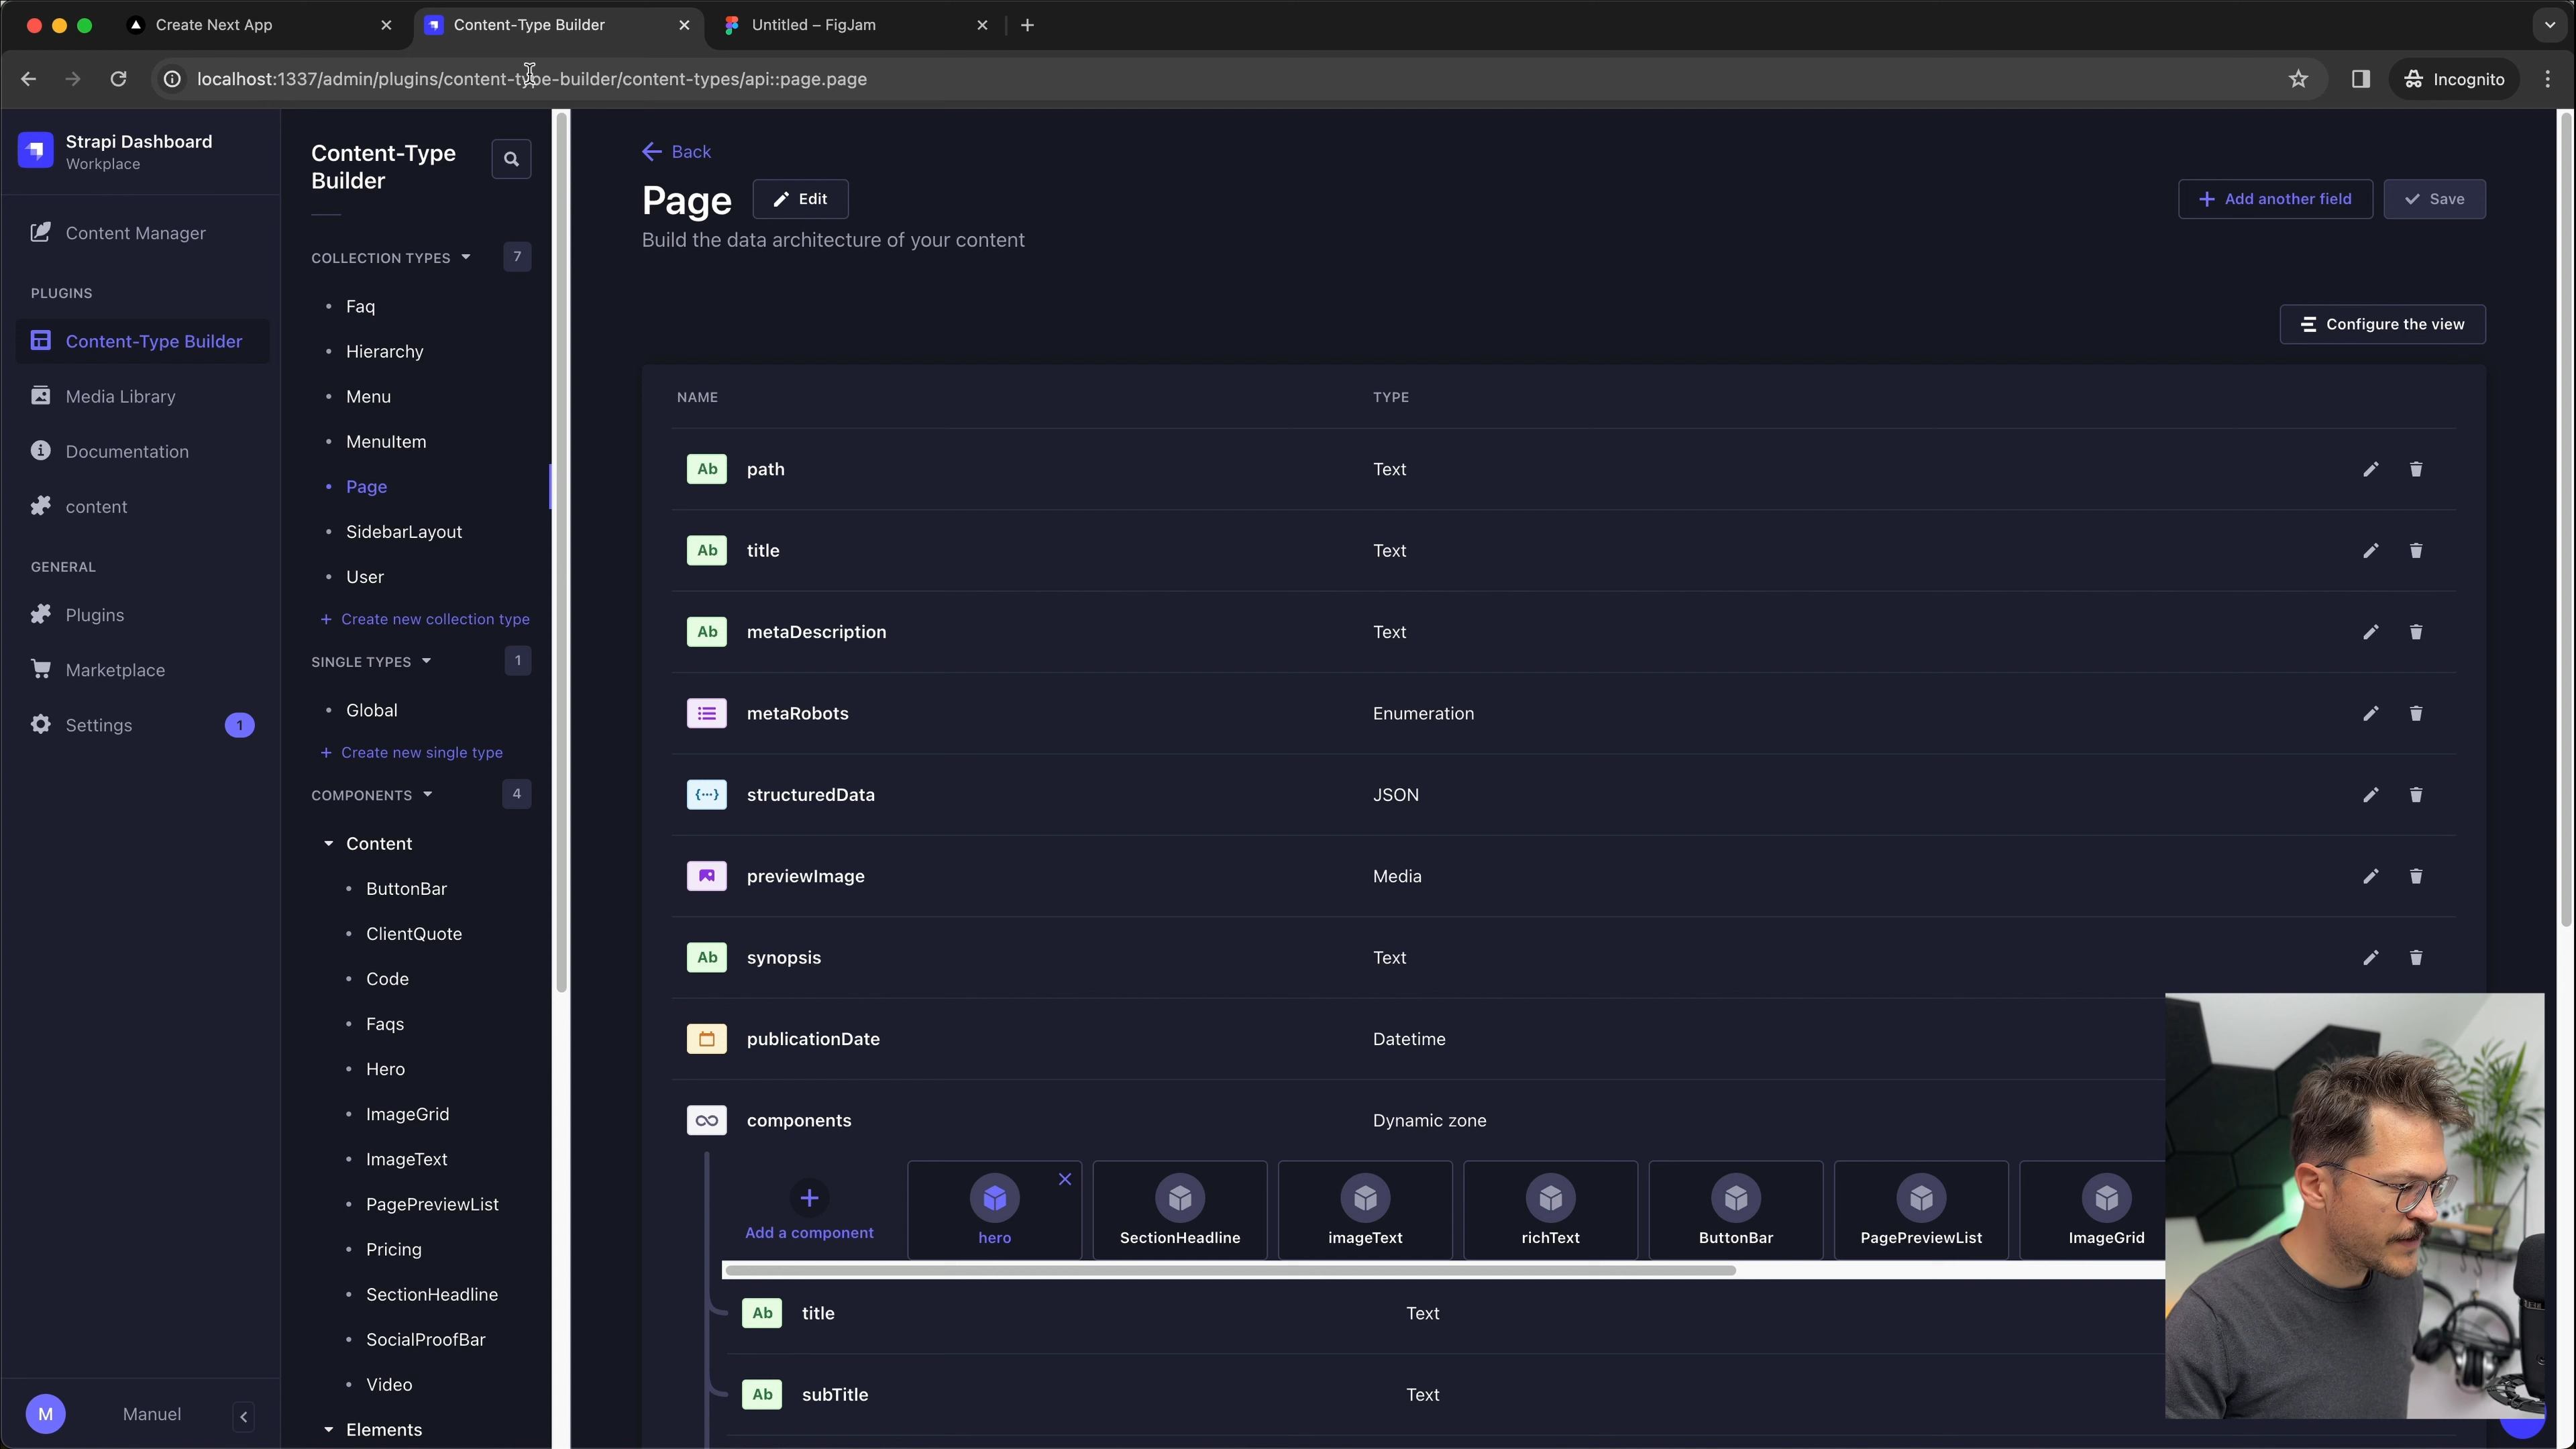 Create Next App
Content-Type Builder
Untitled – FigJam
localhost:1337/admin/plugins/content-type-builder/content-types/api::page.page
Incognito
Strapi Dashboard
Workplace
Content Manager
PLUGINS
Content-Type Builder
Media Library
Documentation
content
GENERAL
Plugins
Marketplace
Settings
1
M
Manuel
Content-Type
Builder
COLLECTION TYPES
7
Faq
Hierarchy
Menu
MenuItem
Page
SidebarLayout
User
+ Create new collection type
SINGLE TYPES
1
Global
+ Create new single type
COMPONENTS
4
Content
ButtonBar
ClientQuote
Code
Faqs
Hero
ImageGrid
ImageText
PagePreviewList
Pricing
SectionHeadline
SocialProofBar
Video
Elements
Back
Page
Edit
Build the data architecture of your content
Add another field
Save
Configure the view
NAME TYPE
Ab path Text
Ab title Text
Ab metaDescription Text
metaRobots Enumeration
{···} structuredData JSON
previewImage Media
Ab synopsis Text
publicationDate Datetime
components Dynamic zone
Add a component
hero
SectionHeadline
imageText
richText
ButtonBar
PagePreviewList
ImageGrid
Ab title Text
Ab subTitle Text